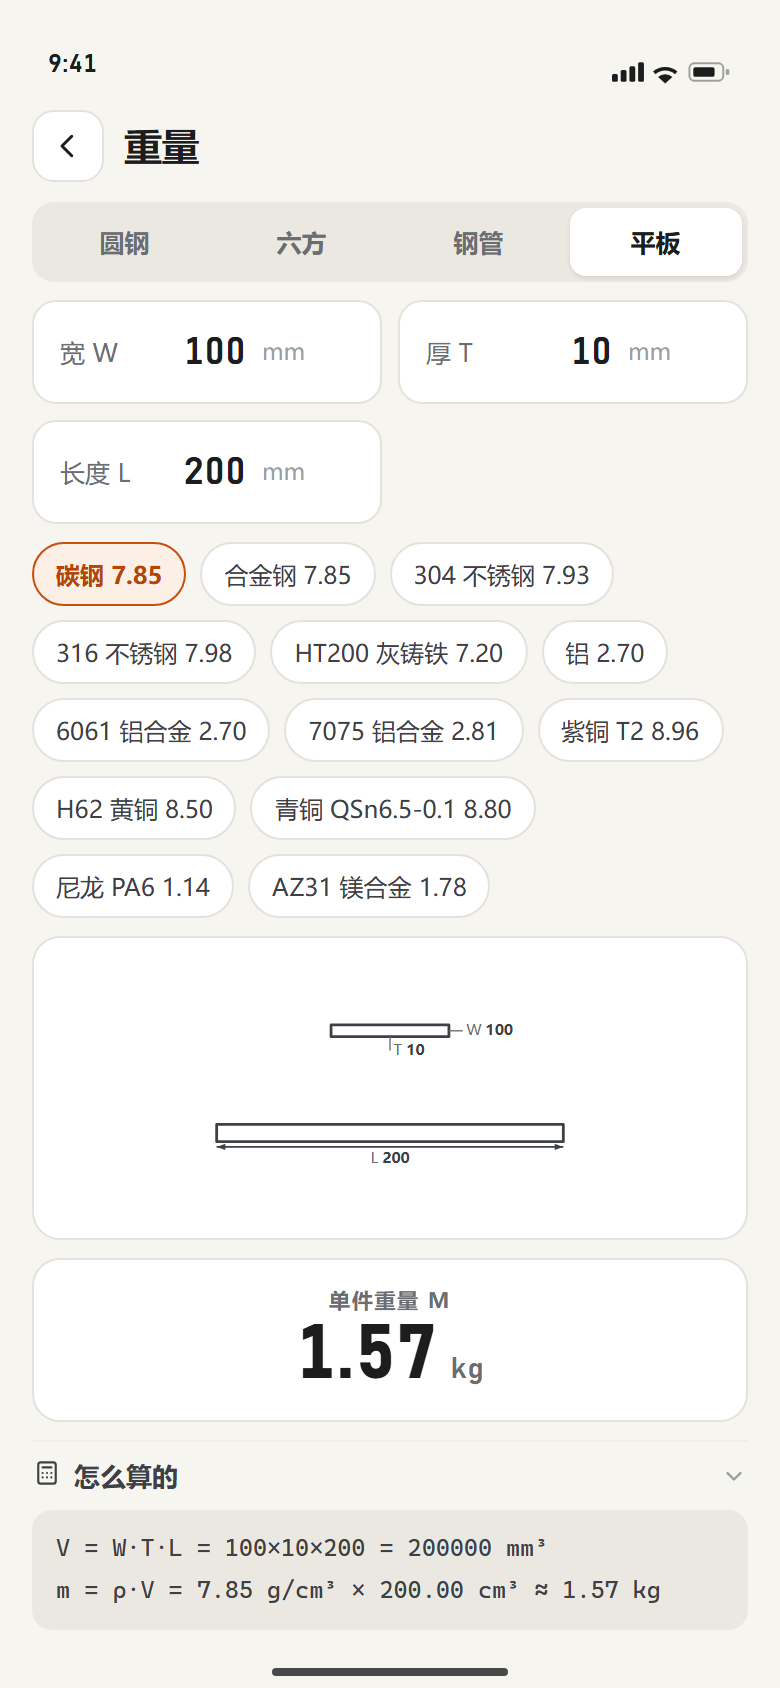 9:41
重量
圆钢 六方 钢管 平板
宽 W 100 mm 厚 T 10 mm
长度 L 200 mm
碳钢 7.85 合金钢 7.85 304 不锈钢 7.93
316 不锈钢 7.98 HT200 灰铸铁 7.20 铝 2.70
6061 铝合金 2.70 7075 铝合金 2.81 紫铜 T2 8.96
H62 黄铜 8.50 青铜 QSn6.5-0.1 8.80
尼龙 PA6 1.14 AZ31 镁合金 1.78
W 100
T 10
L 200
单件重量 M
1.57 kg
怎么算的
V = W·T·L = 100×10×200 = 200000 mm³
m = ρ·V = 7.85 g/cm³ × 200.00 cm³ ≈ 1.57 kg